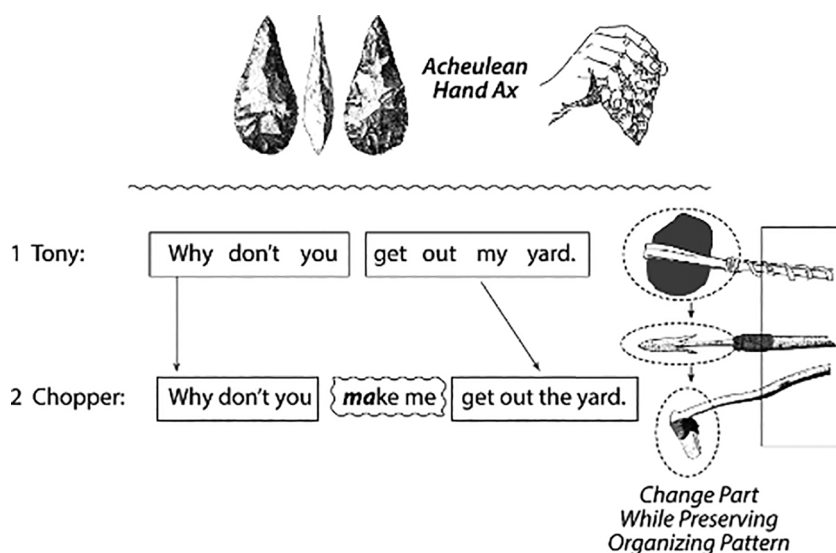 Acheulean
Hand Ax
1 Tony: Why don't you get out my yard.
2 Chopper: Why don't you make me get out the yard.
Change Part
While Preserving
Organizing Pattern